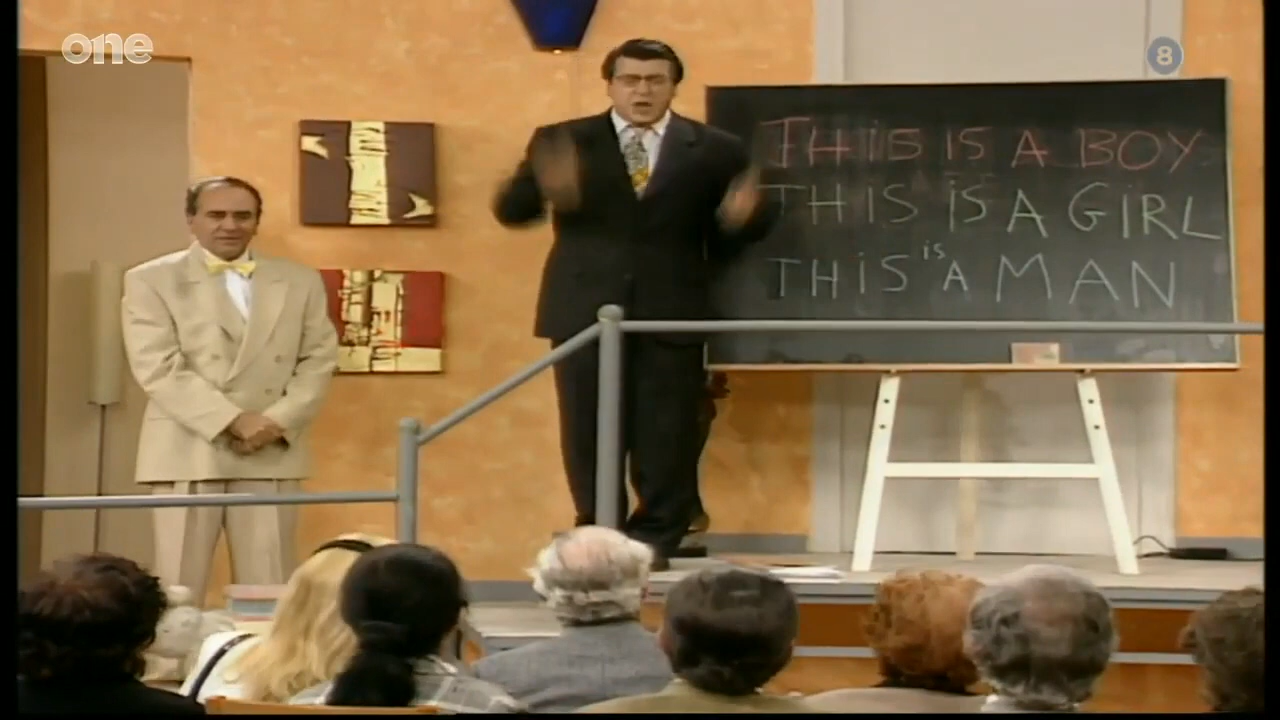 one
8
THIS IS A BOY
THIS IS A GIRL
THIS is A MAN